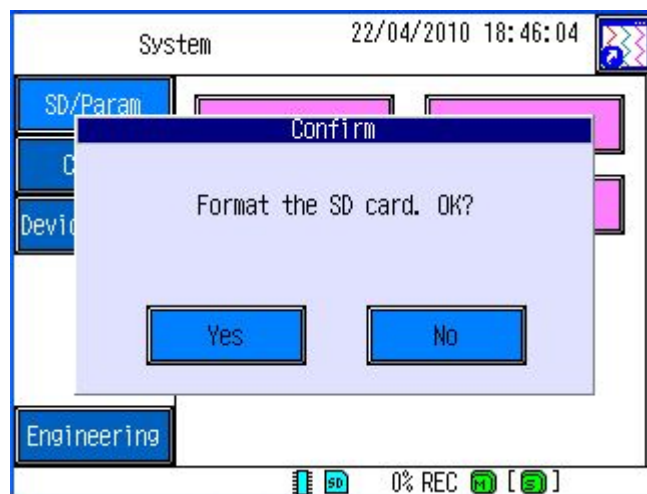 System
22/04/2010 18:46:04
SD/Param
Confirm
Format the SD card. OK?
Yes
No
Engineering
SD
0% REC M [S]